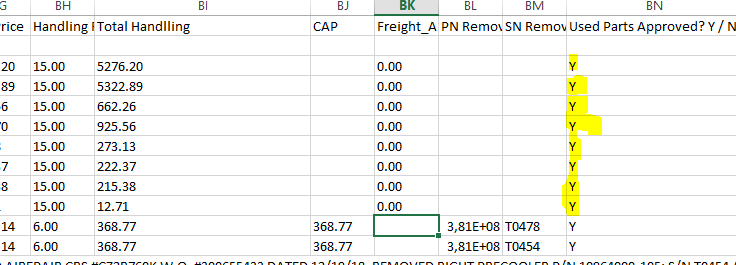 G BH BI BJ BK BL BM BN
rice Handling Total Handlling CAP Freight_A PN Remov SN Remov Used Parts Approved? Y / N
20 15.00 5276.20 0.00 Y
89 15.00 5322.89 0.00 Y
6 15.00 662.26 0.00 Y
0 15.00 925.56 0.00 Y
15.00 273.13 0.00 Y
7 15.00 222.37 0.00 Y
8 15.00 215.38 0.00 Y
15.00 12.71 0.00 Y
14 6.00 368.77 368.77 3,81E+08 T0478 Y
14 6.00 368.77 368.77 3,81E+08 T0454 Y